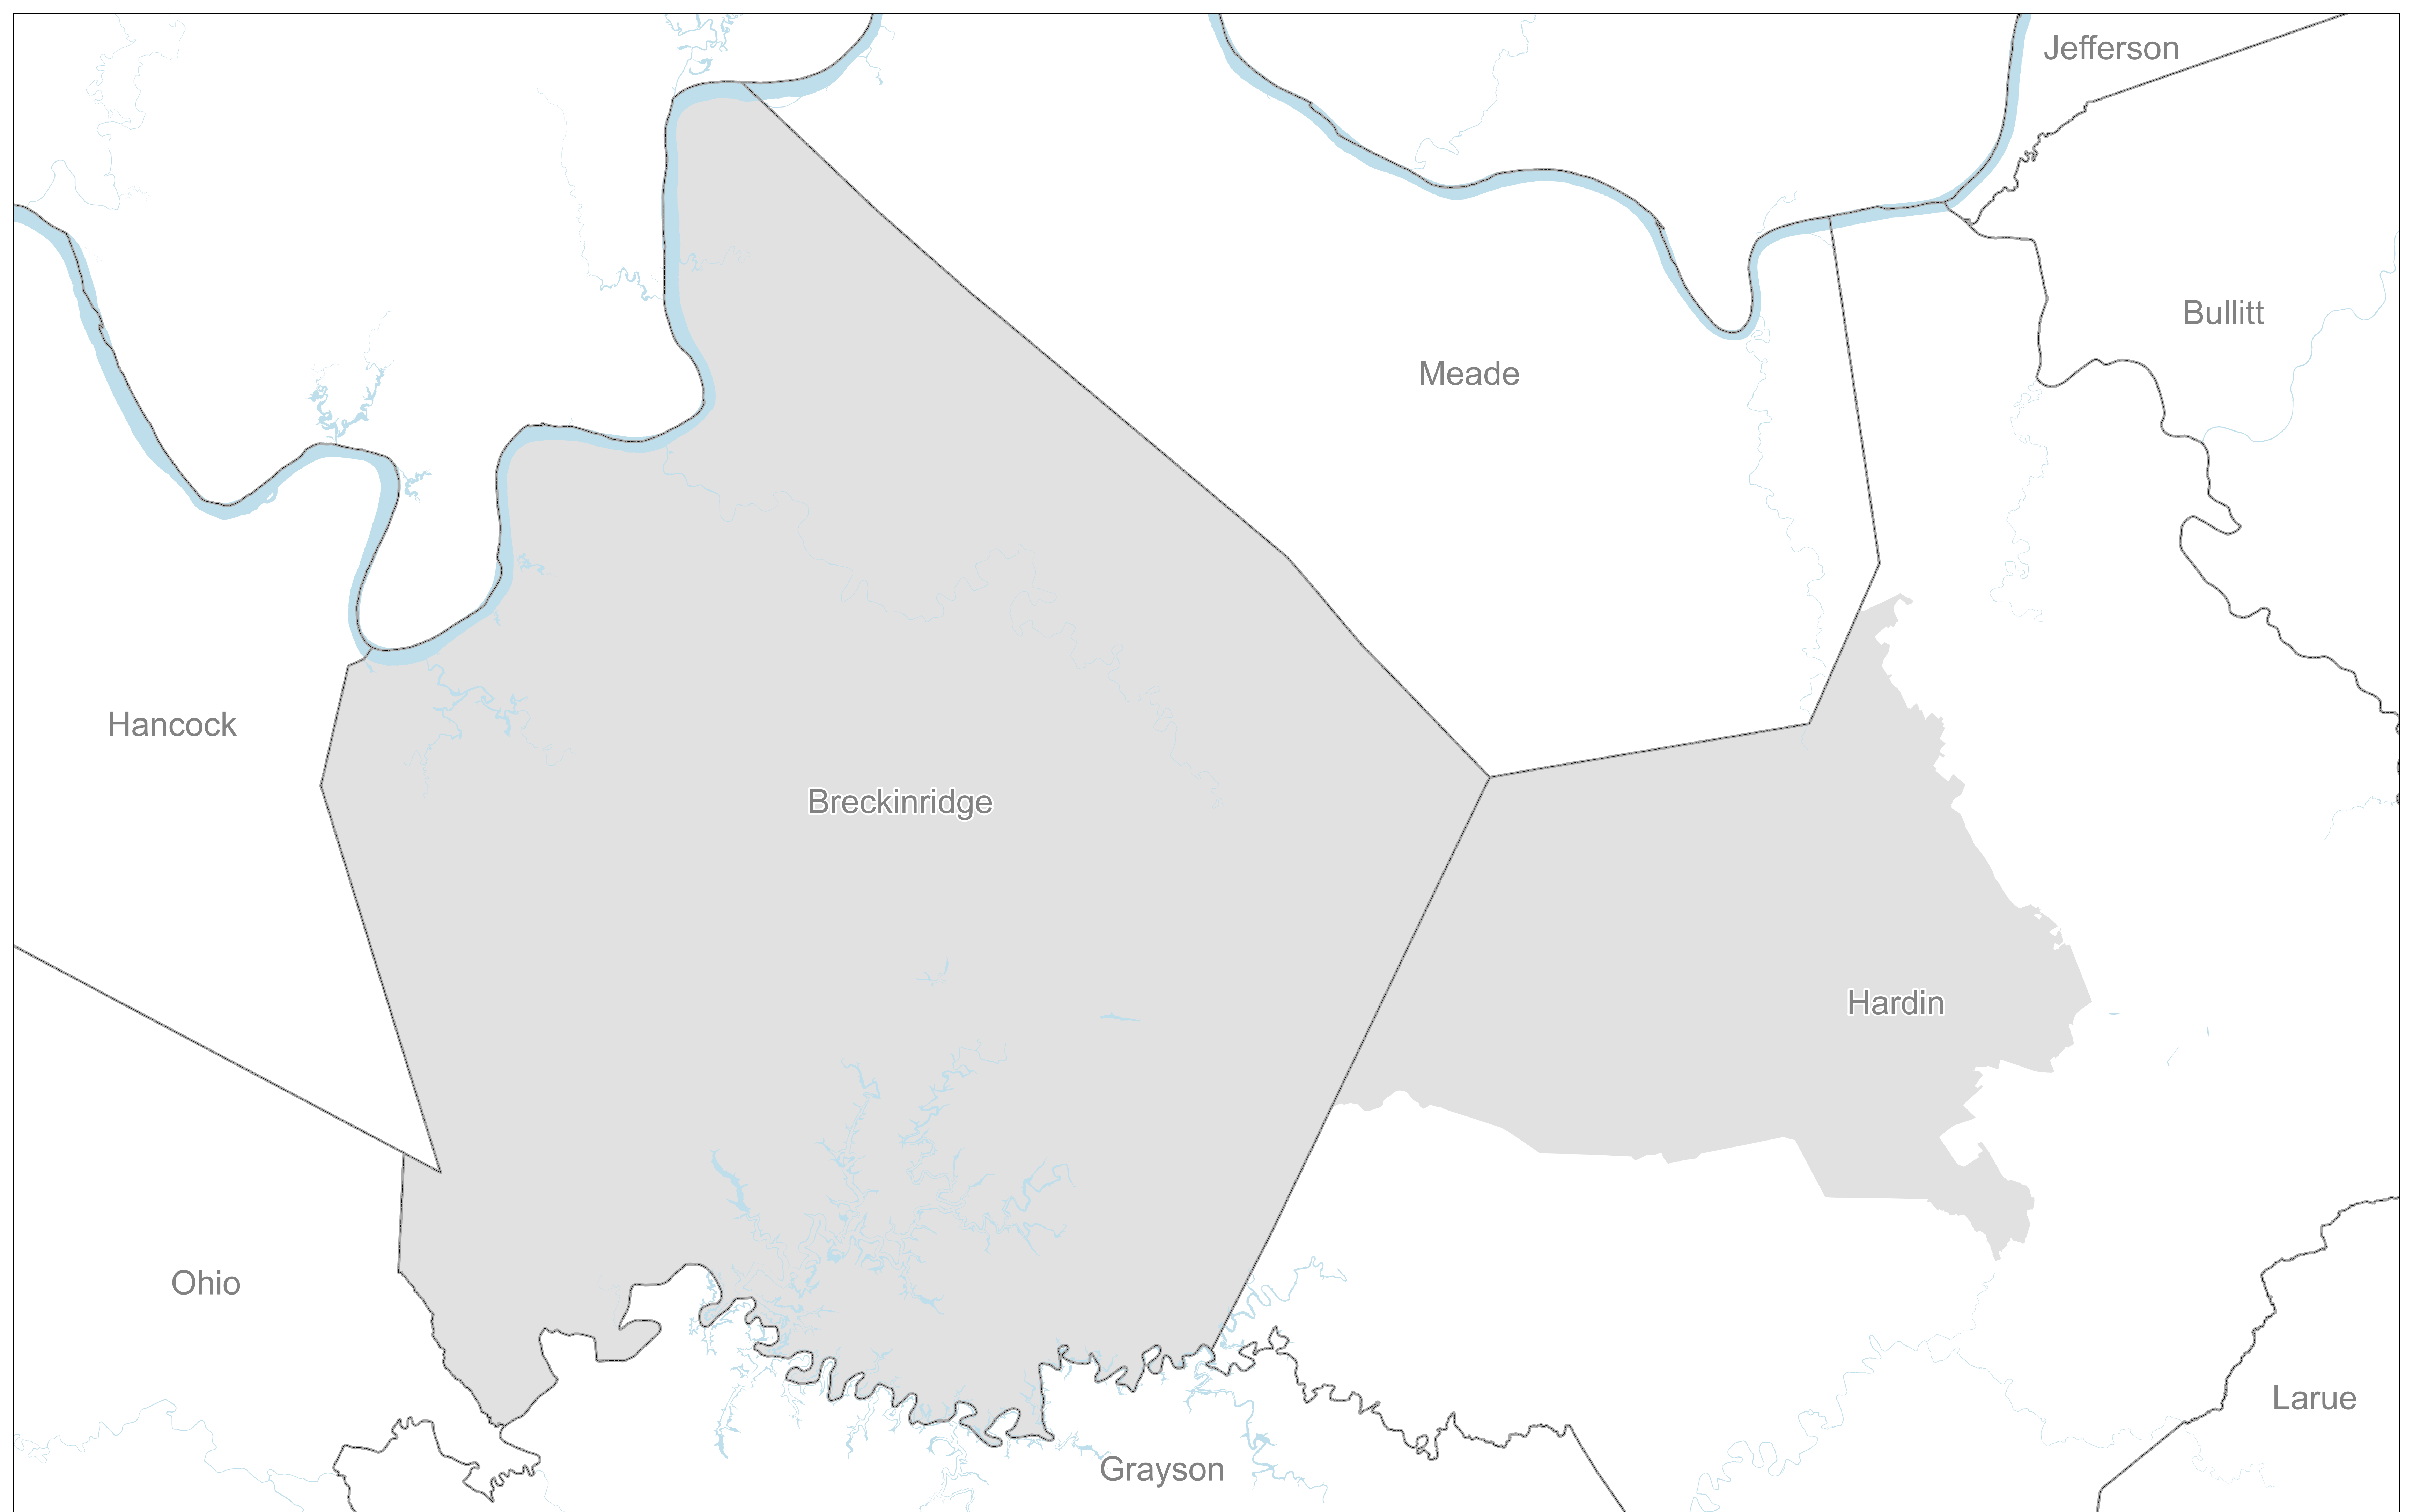 Jefferson
Bullitt
Meade
Hancock
Breckinridge
Hardin
Ohio
Larue
Grayson